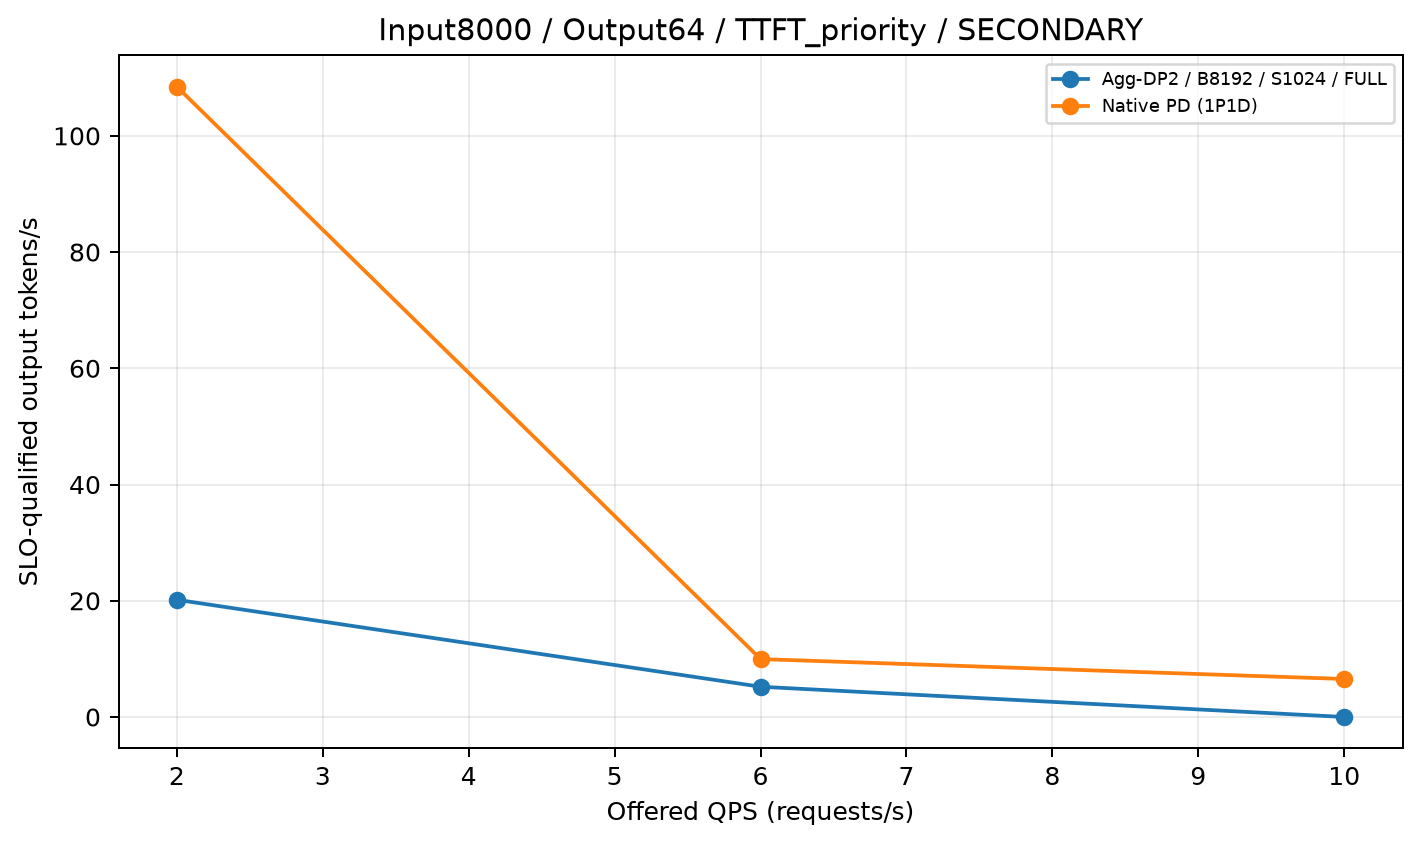 Input8000 / Output64 / TTFT_priority / SECONDARY
Agg-DP2 / B8192 / S1024 / FULL
Native PD (1P1D)
SLO-qualified output tokens/s
100
80
60
40
20
0
2 3 4 5 6 7 8 9 10
Offered QPS (requests/s)